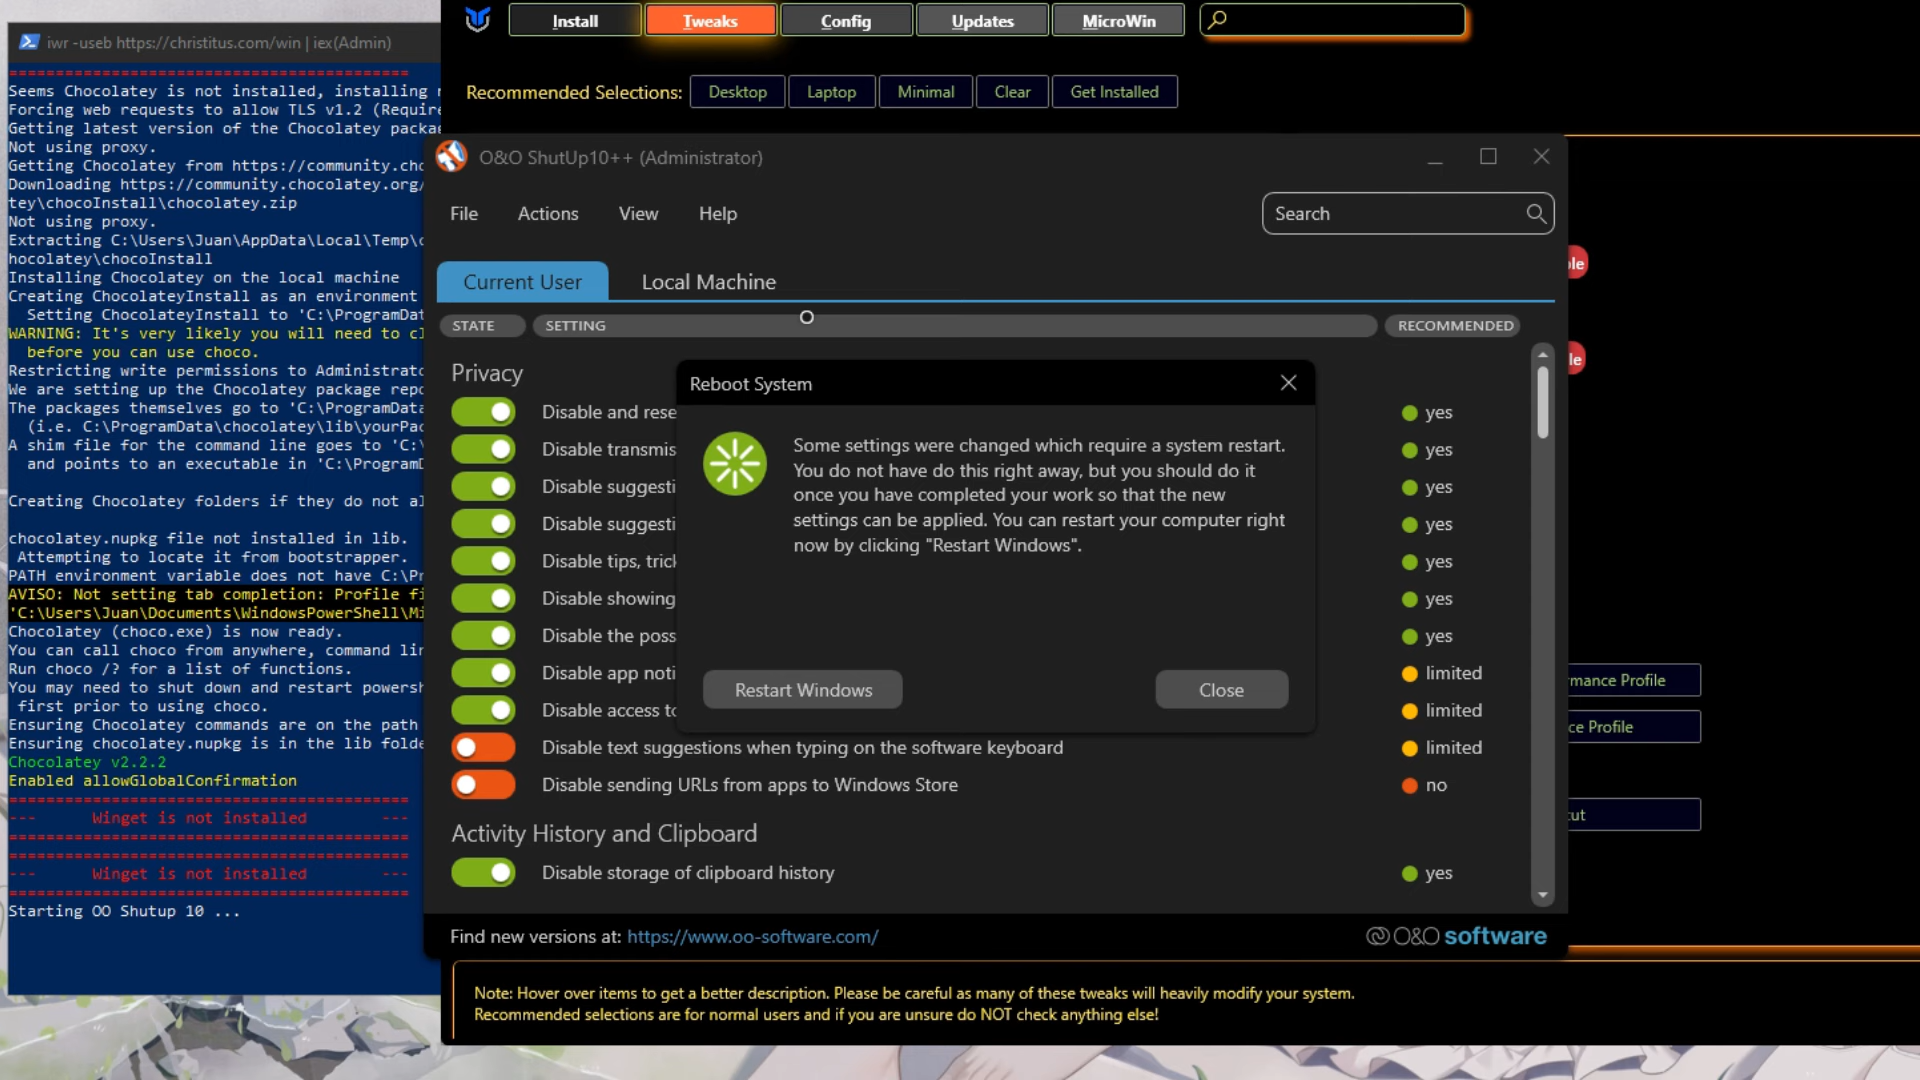 iwr -useb https://christitus.com/win | iex(Admin)
===========================================
Seems Chocolatey is not installed, installing
Forcing web requests to allow TLS v1.2 (Require
Getting latest version of the Chocolatey packa
Not using proxy.
Getting Chocolatey from https://community.cho
Downloading https://community.chocolatey.org/
tey\chocoInstall\chocolatey.zip
Not using proxy.
Extracting C:\Users\Juan\AppData\Local\Temp\c
hocolatey\chocoInstall
Installing Chocolatey on the local machine
Creating ChocolateyInstall as an environment
Setting ChocolateyInstall to 'C:\ProgramDat
WARNING: It's very likely you will need to cl
before you can use choco.
Restricting write permissions to Administrato
We are setting up the Chocolatey package repo
The packages themselves go to 'C:\ProgramData
(i.e. C:\ProgramData\chocolatey\lib\yourPac
A shim file for the command line goes to 'C:\
and points to an executable in 'C:\ProgramD
Creating Chocolatey folders if they do not al
chocolatey.nupkg file not installed in lib.
Attempting to locate it from bootstrapper.
PATH environment variable does not have C:\Pr
AVISO: Not setting tab completion: Profile fi
'C:\Users\Juan\Documents\WindowsPowerShell\Mi
Chocolatey (choco.exe) is now ready.
You can call choco from anywhere, command lin
Run choco /? for a list of functions.
You may need to shut down and restart powersh
first prior to using choco.
Ensuring Chocolatey commands are on the path
Ensuring chocolatey.nupkg is in the lib folde
Chocolatey v2.2.2
Enabled allowGlobalConfirmation
===========================================
--- Winget is not installed ---
===========================================
===========================================
--- Winget is not installed ---
===========================================
Starting OO Shutup 10 ...
Install Tweaks Config Updates MicroWin
Recommended Selections: Desktop Laptop Minimal Clear Get Installed
O&O ShutUp10++ (Administrator)
File Actions View Help Search
Current User Local Machine
STATE SETTING RECOMMENDED
Privacy
Disable and rese yes
Disable transmis yes
Disable suggesti yes
Disable suggesti yes
Disable tips, trick yes
Disable showing yes
Disable the poss yes
Disable app noti limited
Disable access to limited
Disable text suggestions when typing on the software keyboard limited
Disable sending URLs from apps to Windows Store no
Activity History and Clipboard
Disable storage of clipboard history yes
Reboot System
Some settings were changed which require a system restart.
You do not have do this right away, but you should do it
once you have completed your work so that the new
settings can be applied. You can restart your computer right
now by clicking "Restart Windows".
Restart Windows Close
Find new versions at: https://www.oo-software.com/ O&O software
ble
le
mance Profile
ce Profile
cut
Note: Hover over items to get a better description. Please be careful as many of these tweaks will heavily modify your system.
Recommended selections are for normal users and if you are unsure do NOT check anything else!